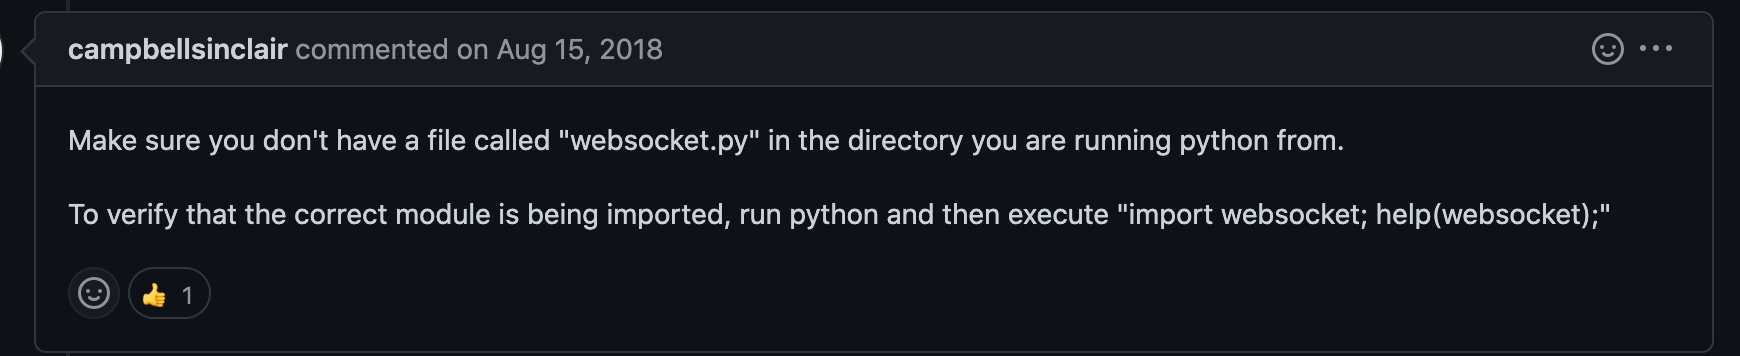 campbellsinclair commented on Aug 15, 2018
Make sure you don't have a file called "websocket.py" in the directory you are running python from.
To verify that the correct module is being imported, run python and then execute "import websocket; help(websocket);"
👍 1